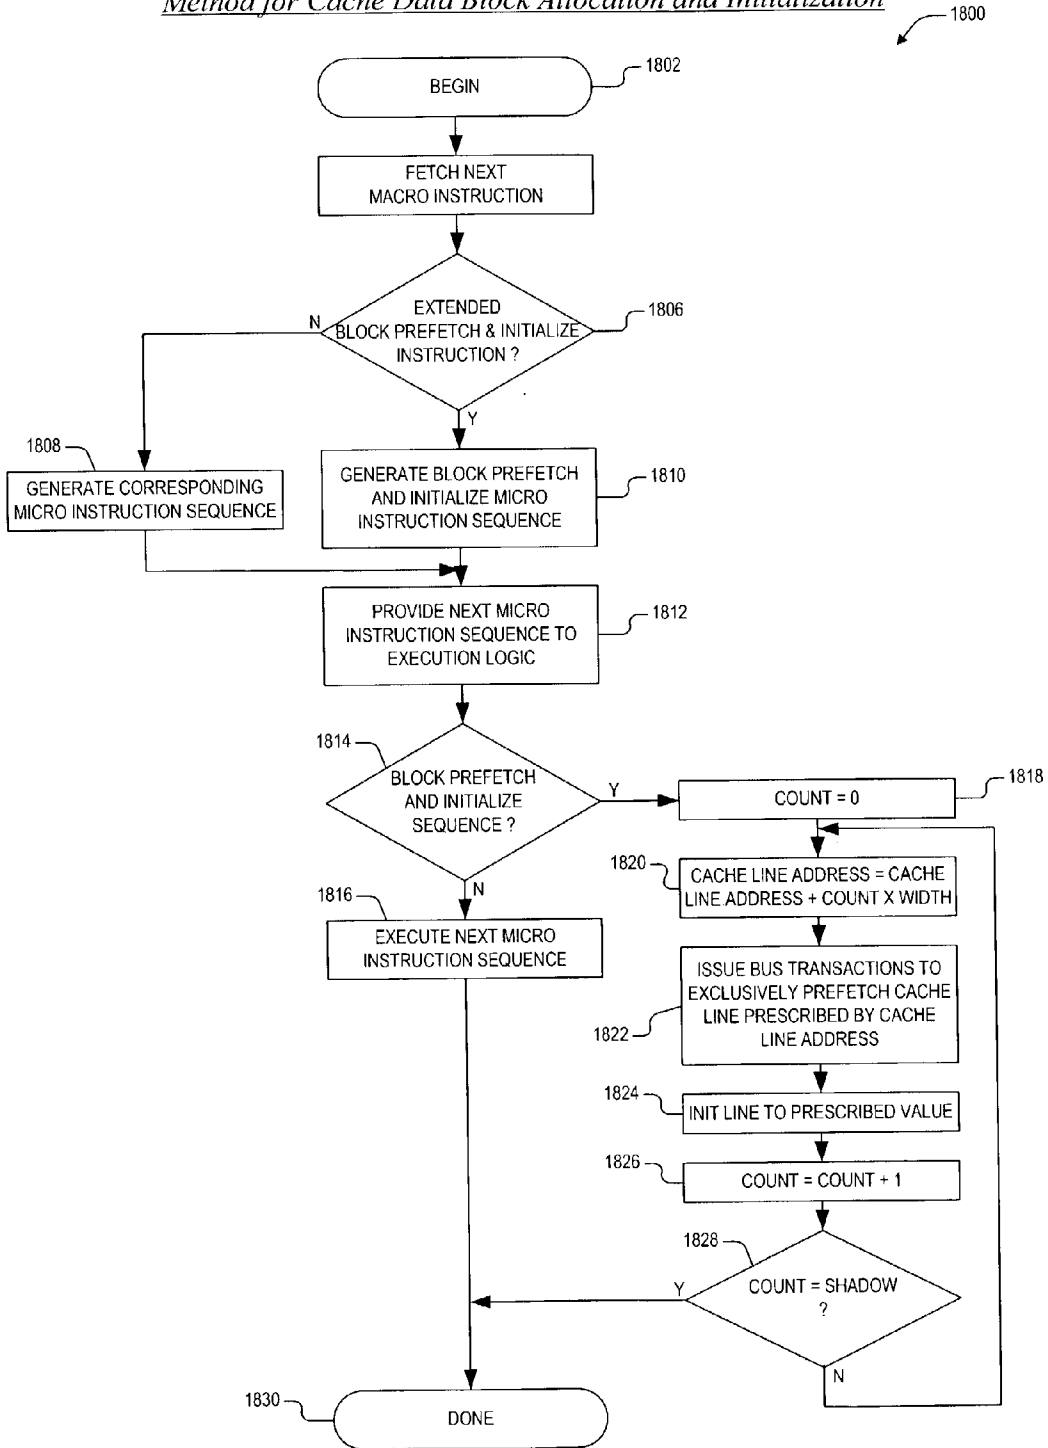 Method for Cache Data Block Allocation and Initialization
1800
BEGIN
1802
FETCH NEXT
MACRO INSTRUCTION
EXTENDED
BLOCK PREFETCH & INITIALIZE
INSTRUCTION ?
1806
N
Y
1808
GENERATE CORRESPONDING
MICRO INSTRUCTION SEQUENCE
GENERATE BLOCK PREFETCH
AND INITIALIZE MICRO
INSTRUCTION SEQUENCE
1810
PROVIDE NEXT MICRO
INSTRUCTION SEQUENCE TO
EXECUTION LOGIC
1812
1814
BLOCK PREFETCH
AND INITIALIZE
SEQUENCE ?
Y
N
COUNT = 0
1818
1816
EXECUTE NEXT MICRO
INSTRUCTION SEQUENCE
1820
CACHE LINE ADDRESS = CACHE
LINE ADDRESS + COUNT X WIDTH
ISSUE BUS TRANSACTIONS TO
EXCLUSIVELY PREFETCH CACHE
LINE PRESCRIBED BY CACHE
LINE ADDRESS
1822
1824
INIT LINE TO PRESCRIBED VALUE
1826
COUNT = COUNT + 1
1828
COUNT = SHADOW
?
Y
N
1830
DONE